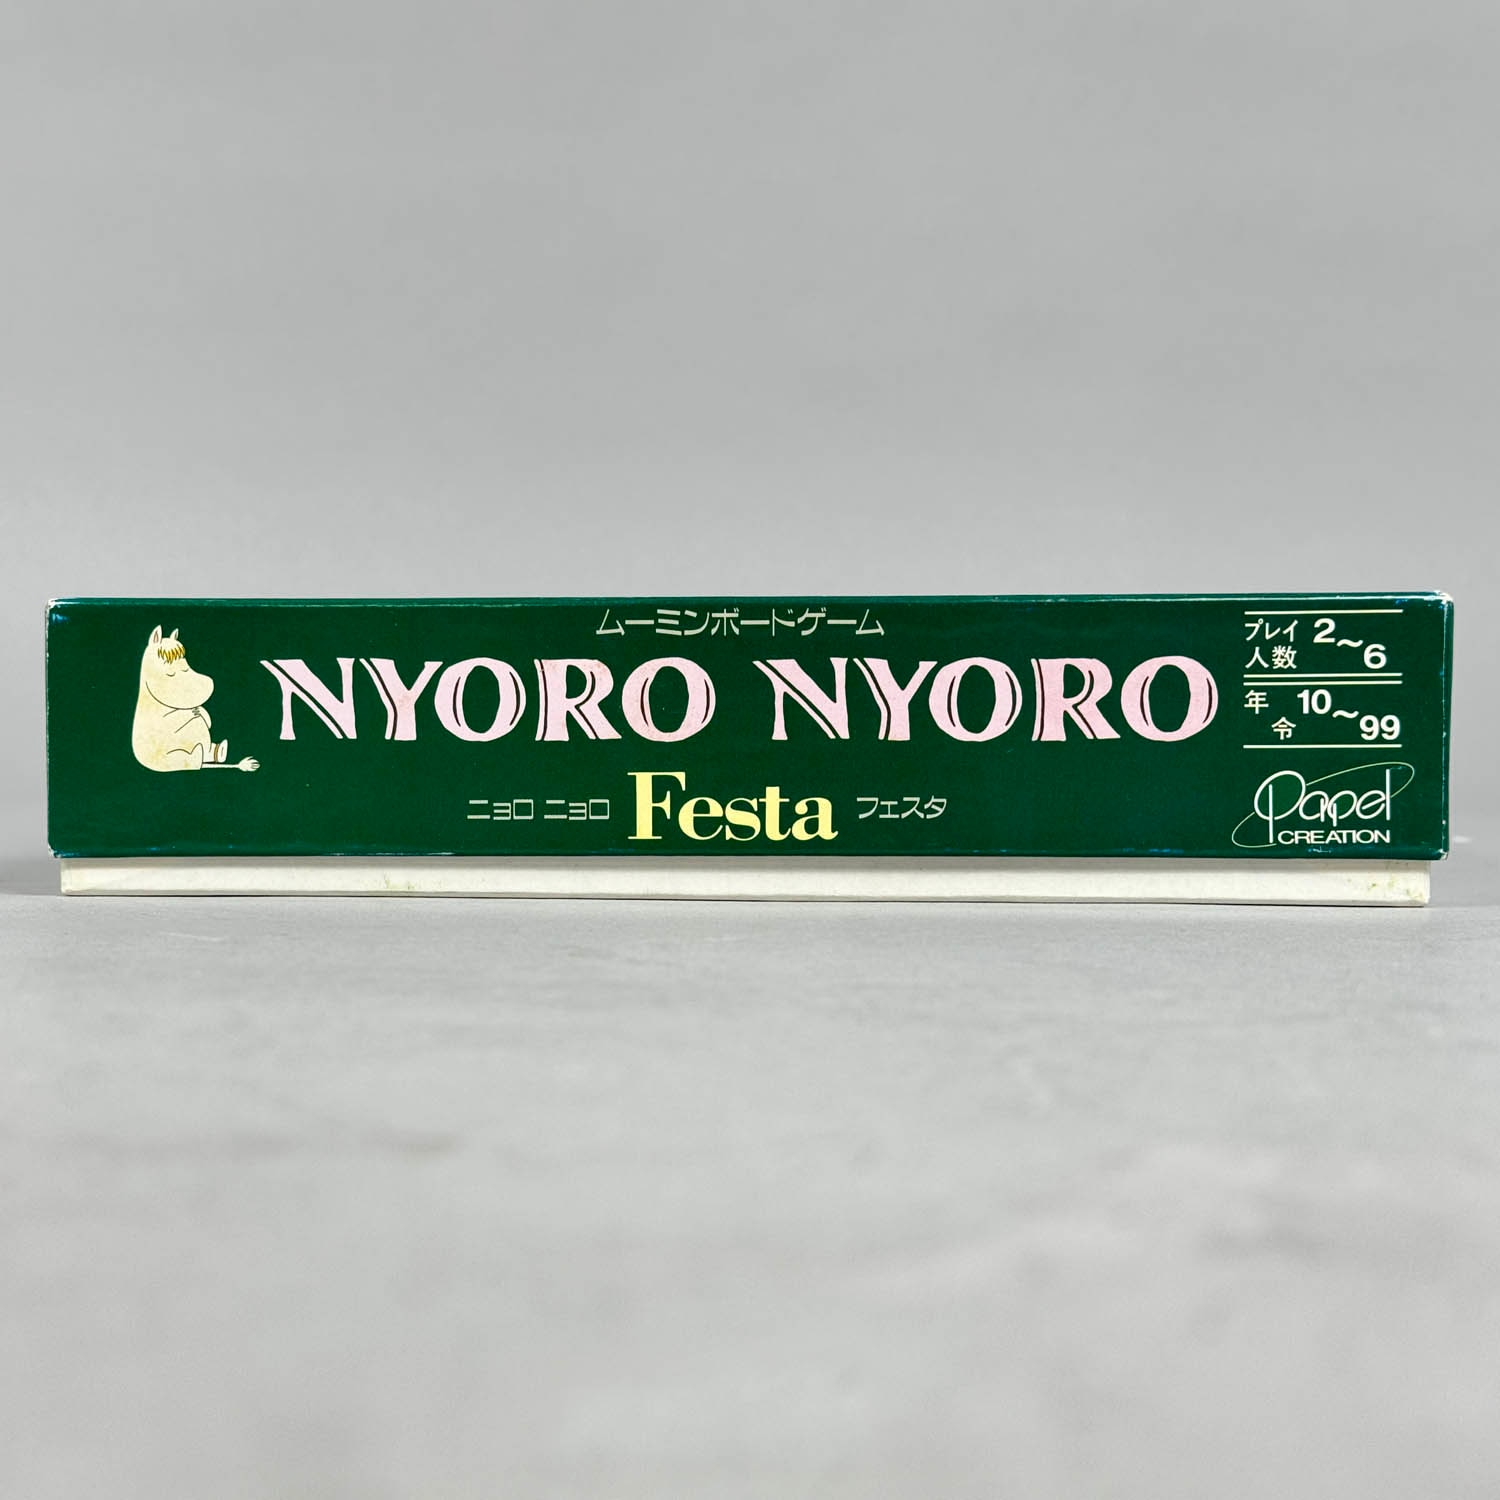 ムーミンボードゲーム
NYORO NYORO
ニョロ ニョロ Festa フェスタ
プレイ人数 2~6
年令 10~99
Papel
CREATION